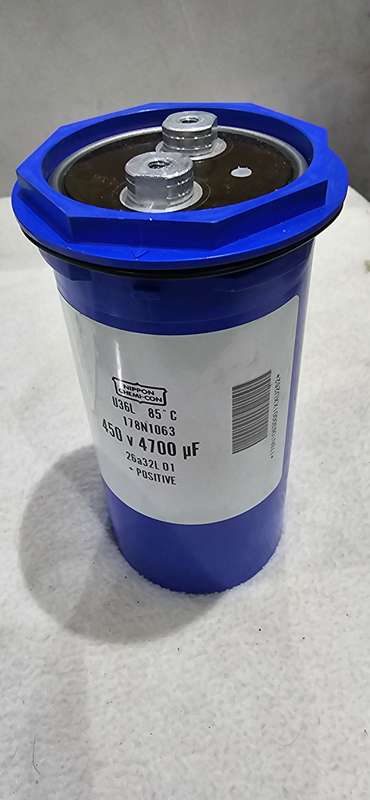 NIPPON
CHEMI-CON
U36L 85°C
178N1063
450 v 4700 µF
26a32L 01
- POSITIVE